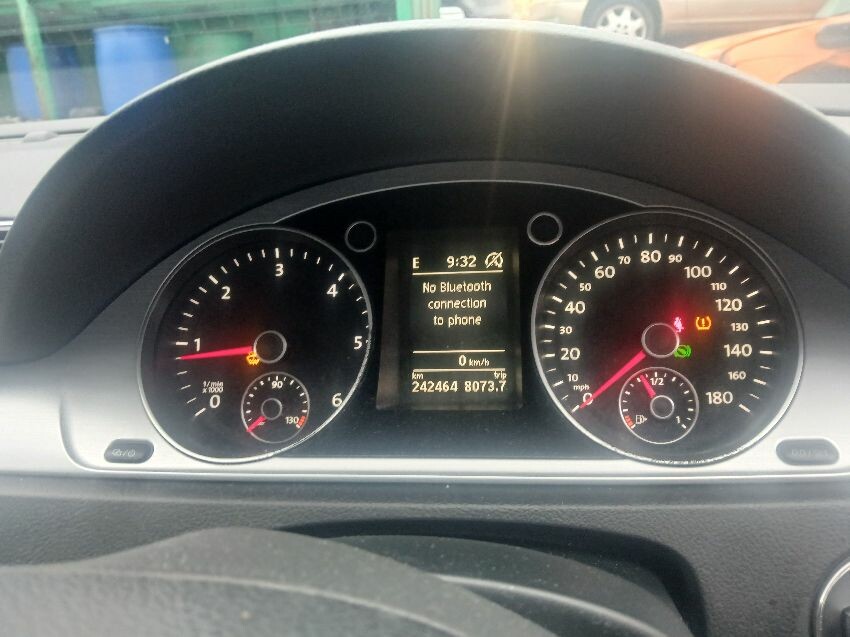 E 9:32
No Bluetooth
connection
to phone
0 km/h
km trip
242464 8073.7
0 1 2 3 4 5 6
1/min
x1000
90
130
0 10 20 30 40 50 60 70 80 90 100 110 120 130 140 160 180
mph
1/2
1